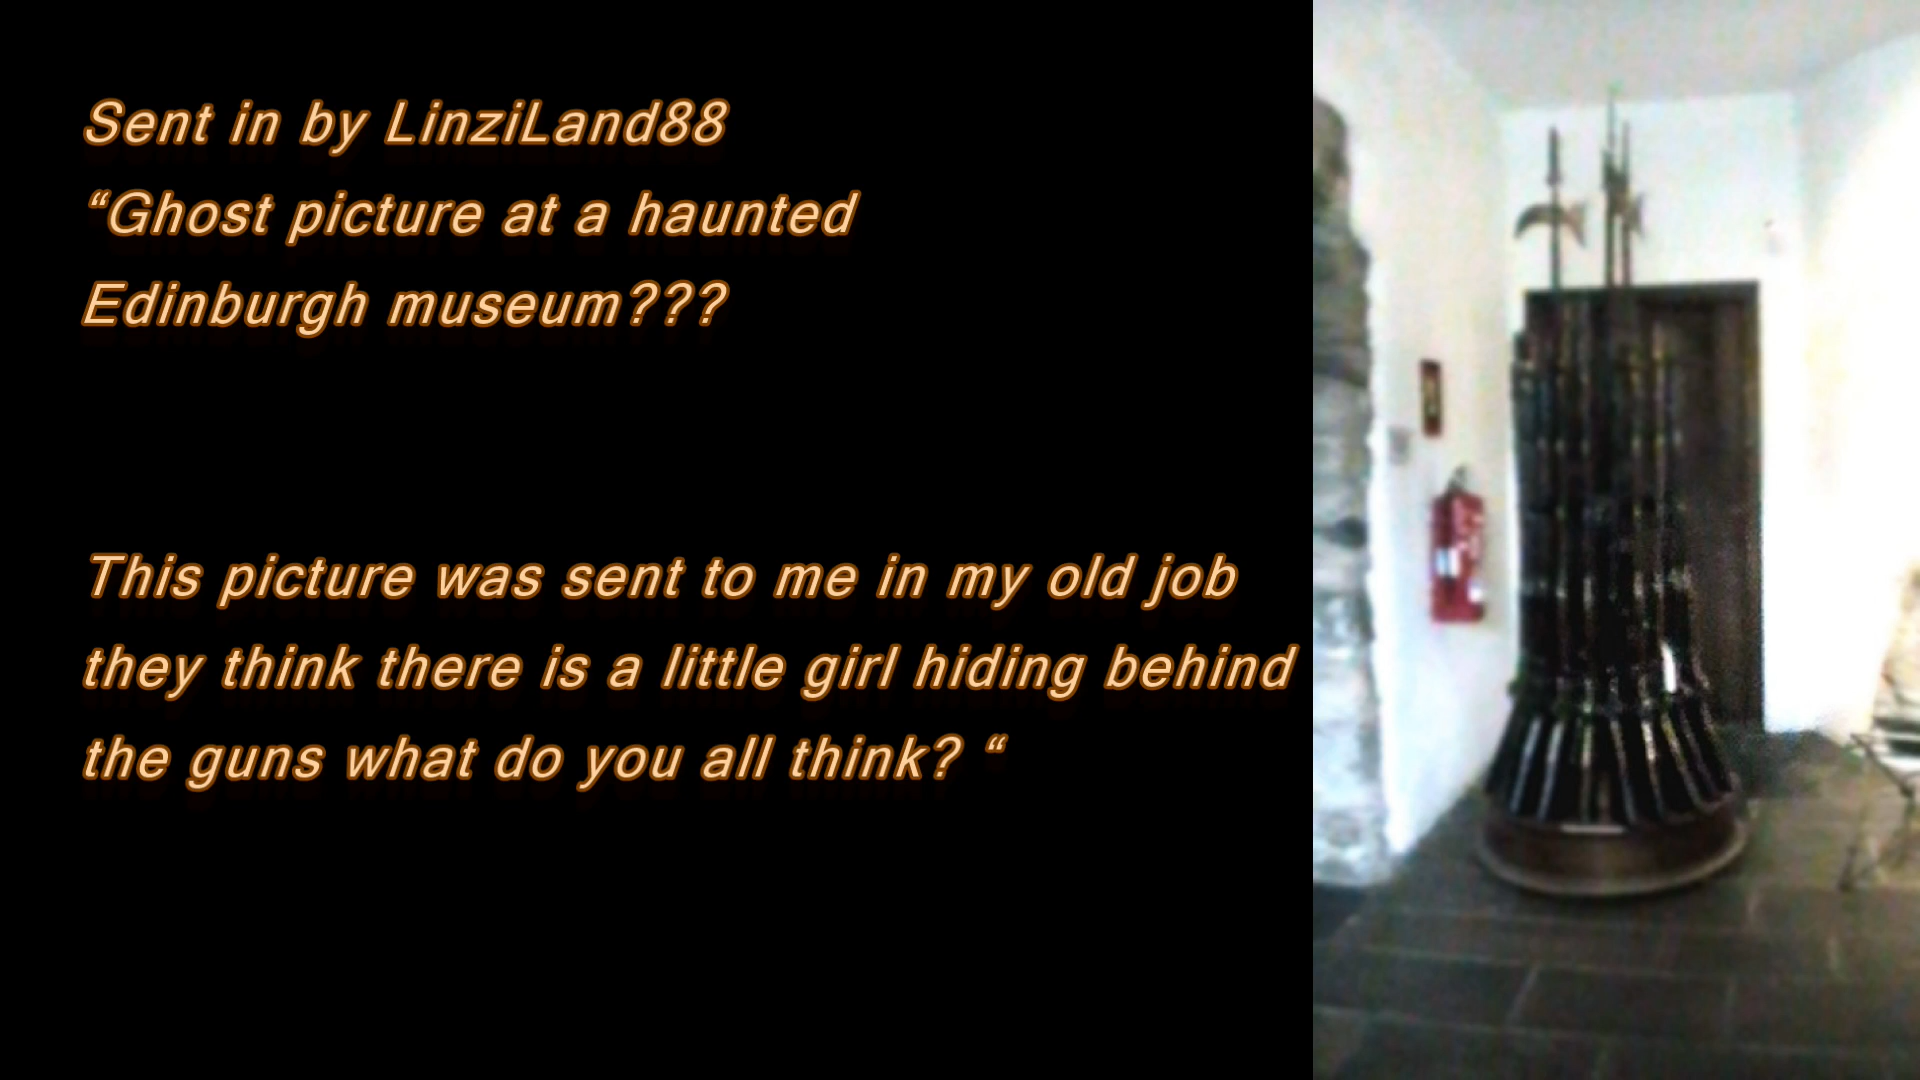 Sent in by LinziLand88
“Ghost picture at a haunted
Edinburgh museum???
This picture was sent to me in my old job
they think there is a little girl hiding behind
the guns what do you all think? “